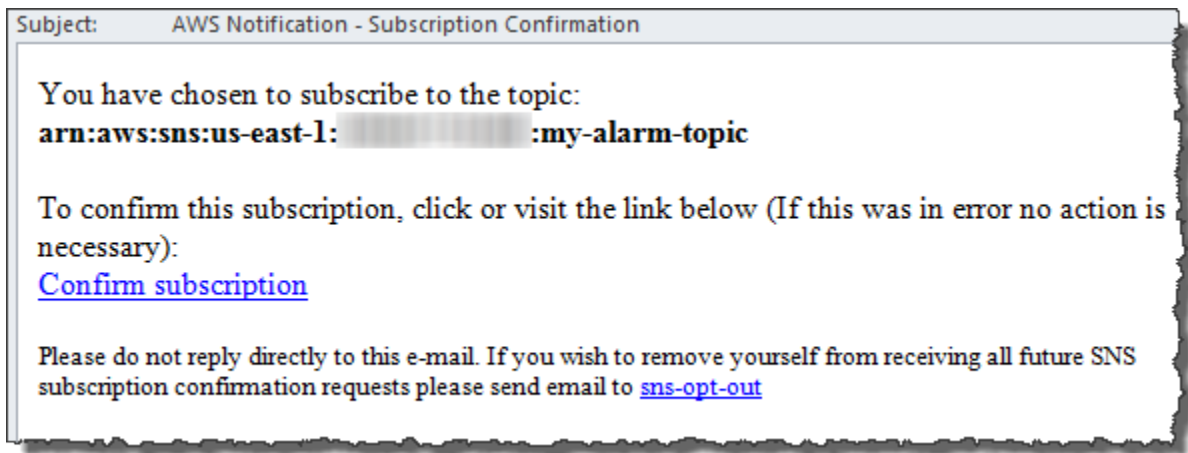 Subject: AWS Notification - Subscription Confirmation
You have chosen to subscribe to the topic:
arn:aws:sns:us-east-1: :my-alarm-topic
To confirm this subscription, click or visit the link below (If this was in error no action is
necessary):
Confirm subscription
Please do not reply directly to this e-mail. If you wish to remove yourself from receiving all future SNS
subscription confirmation requests please send email to sns-opt-out